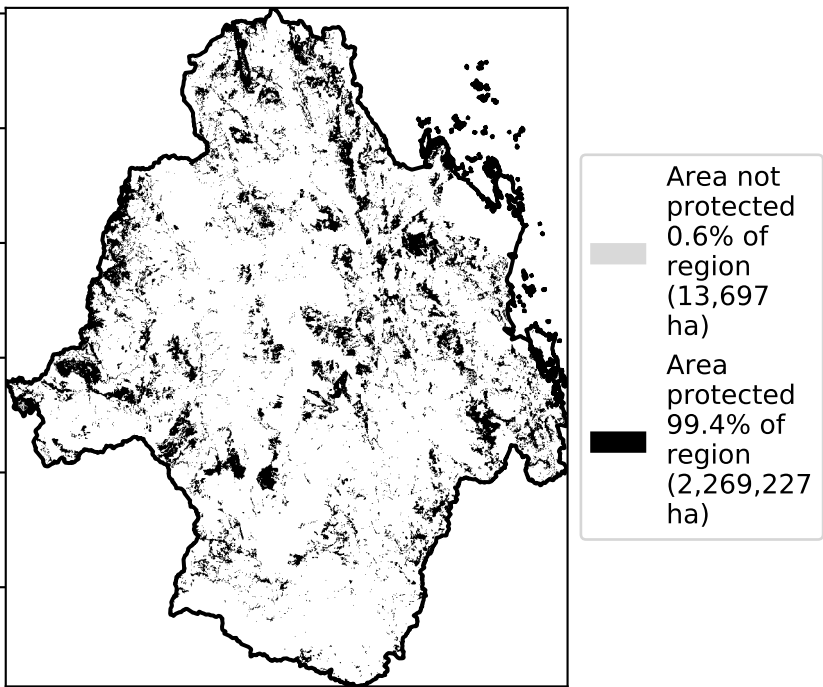 Area not
protected
0.6% of
region
(13,697
ha)
Area
protected
99.4% of
region
(2,269,227
ha)